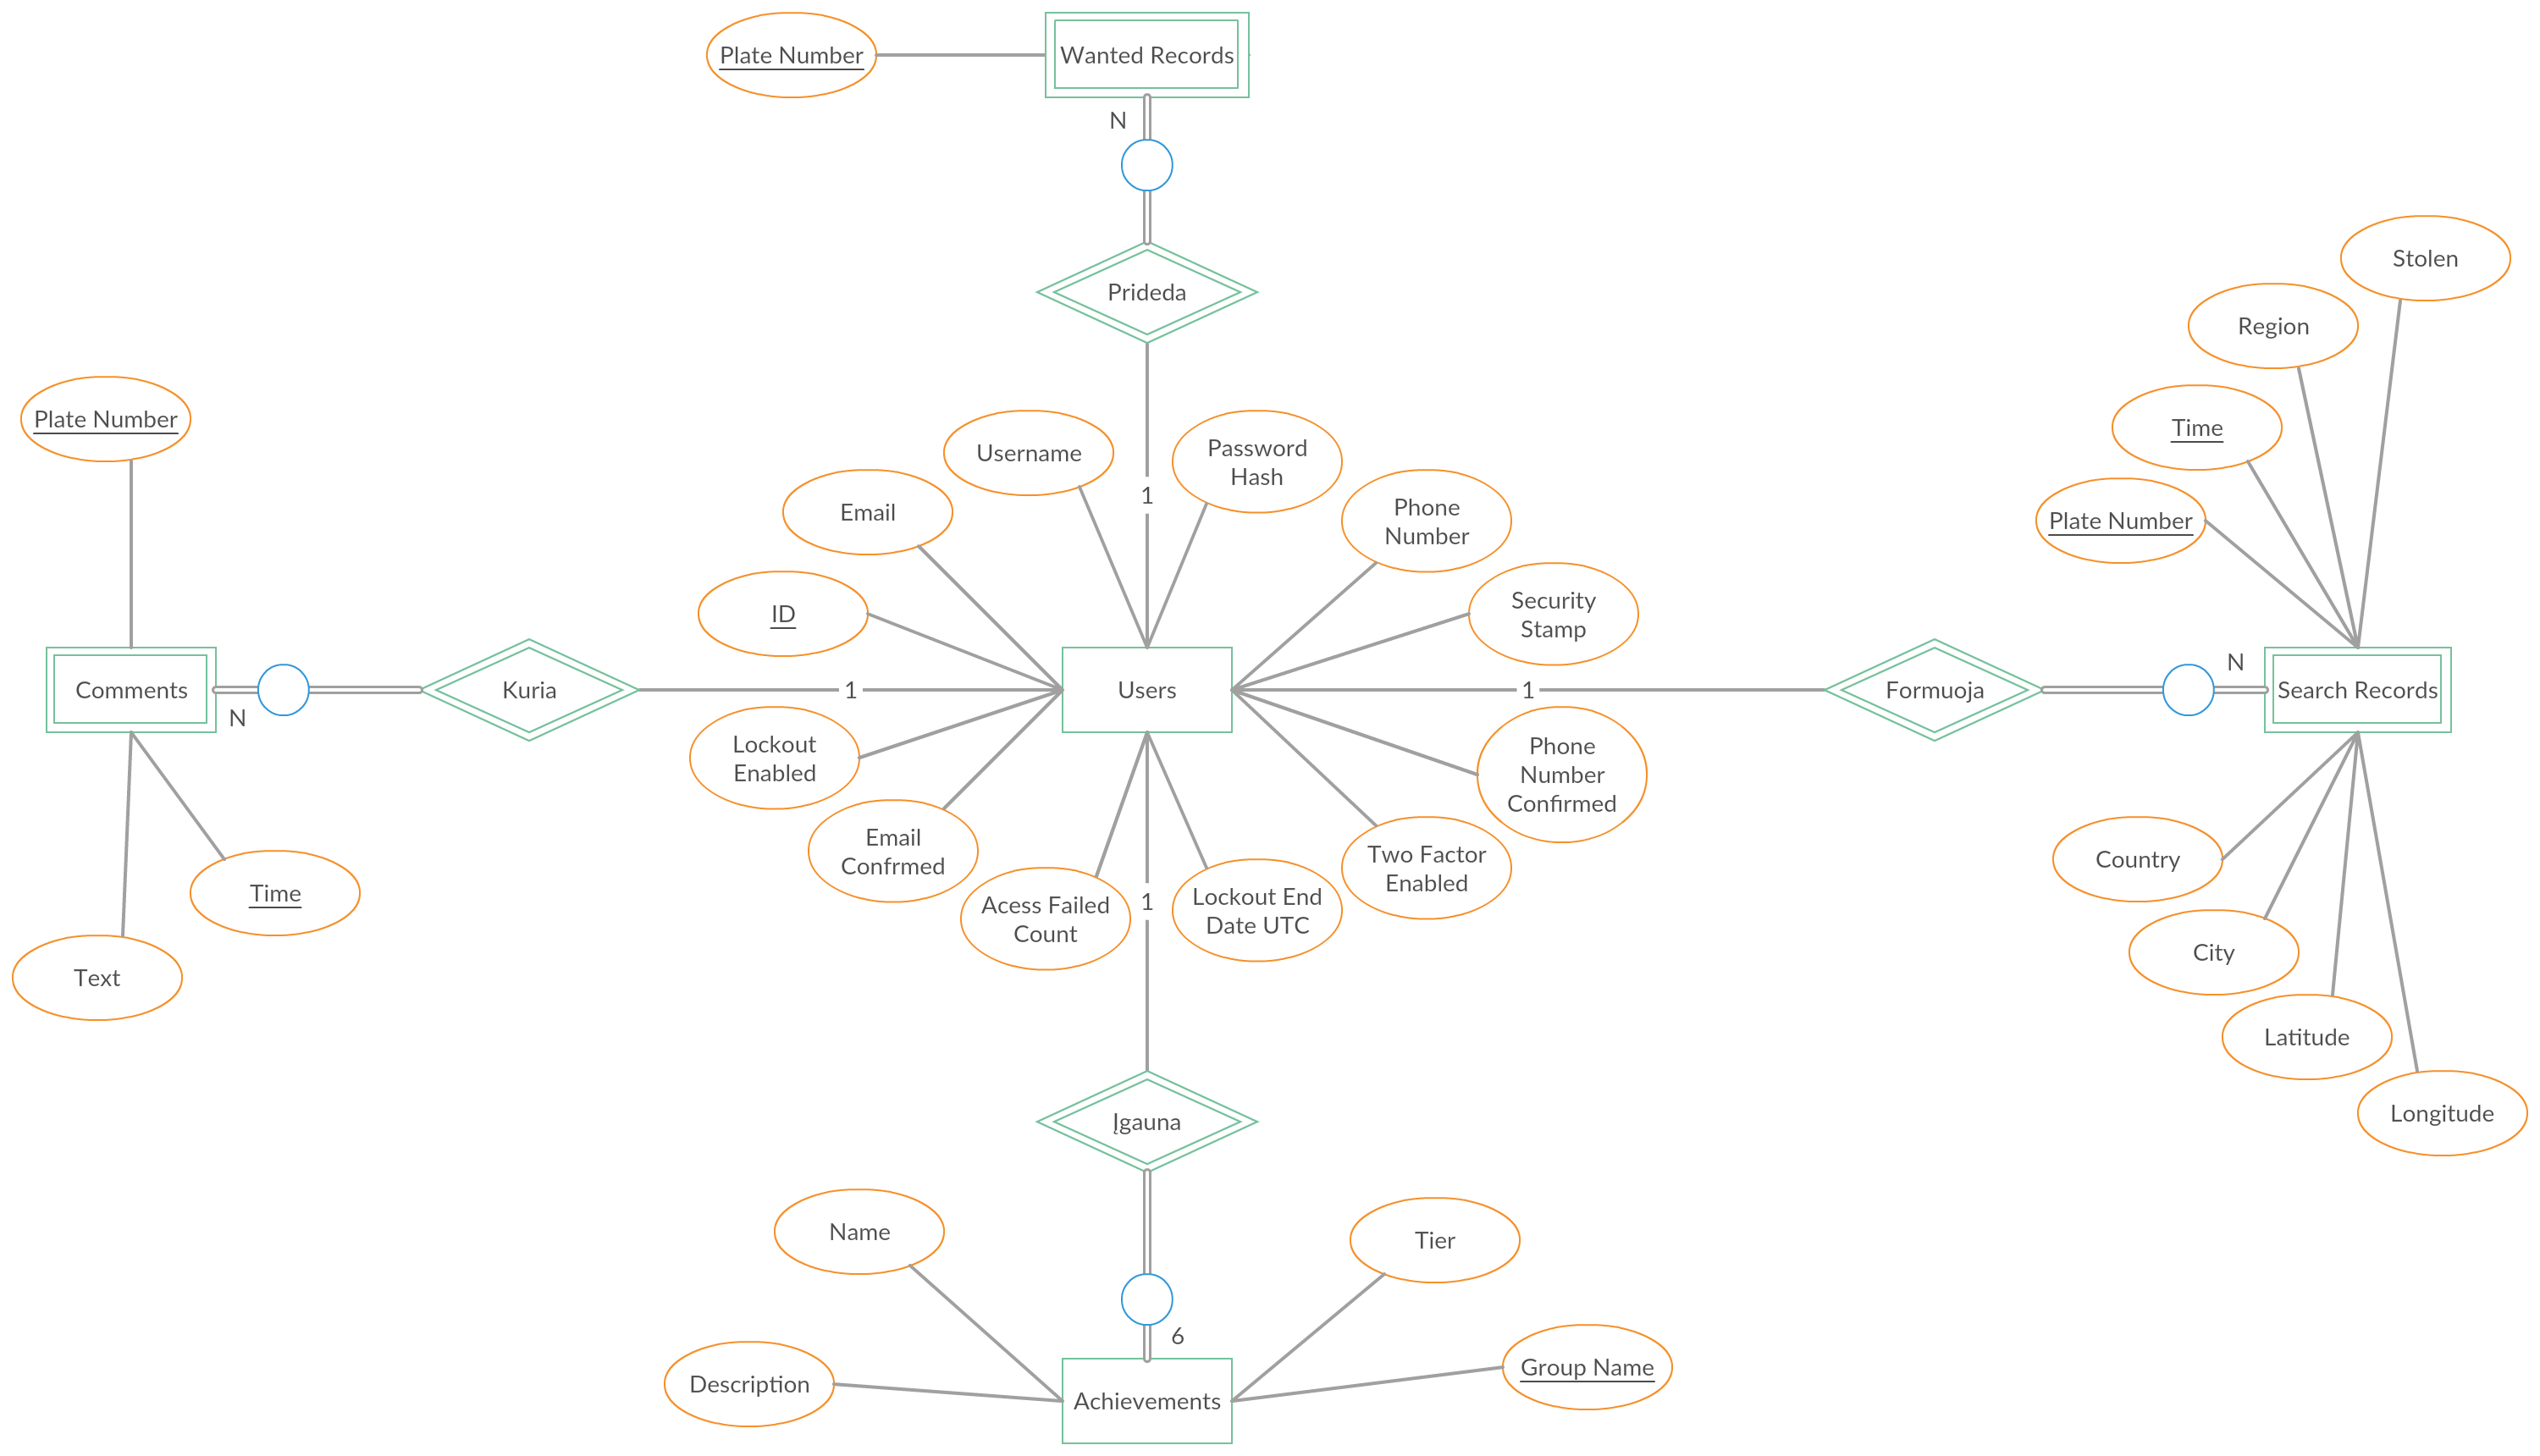 Plate Number
Wanted Records
N
Prideda
Stolen
Region
Time
Plate Number
Plate Number
Username
Password
Hash
1
Email
Phone
Number
ID
Security
Stamp
Comments
N
Kuria
1
Users
1
Formuoja
N
Search Records
Lockout
Enabled
Phone
Number
Confirmed
Email
Confrmed
Two Factor
Enabled
Acess Failed
Count
1
Lockout End
Date UTC
Time
Text
Country
City
Latitude
Longitude
Įgauna
Name
Tier
6
Description
Achievements
Group Name